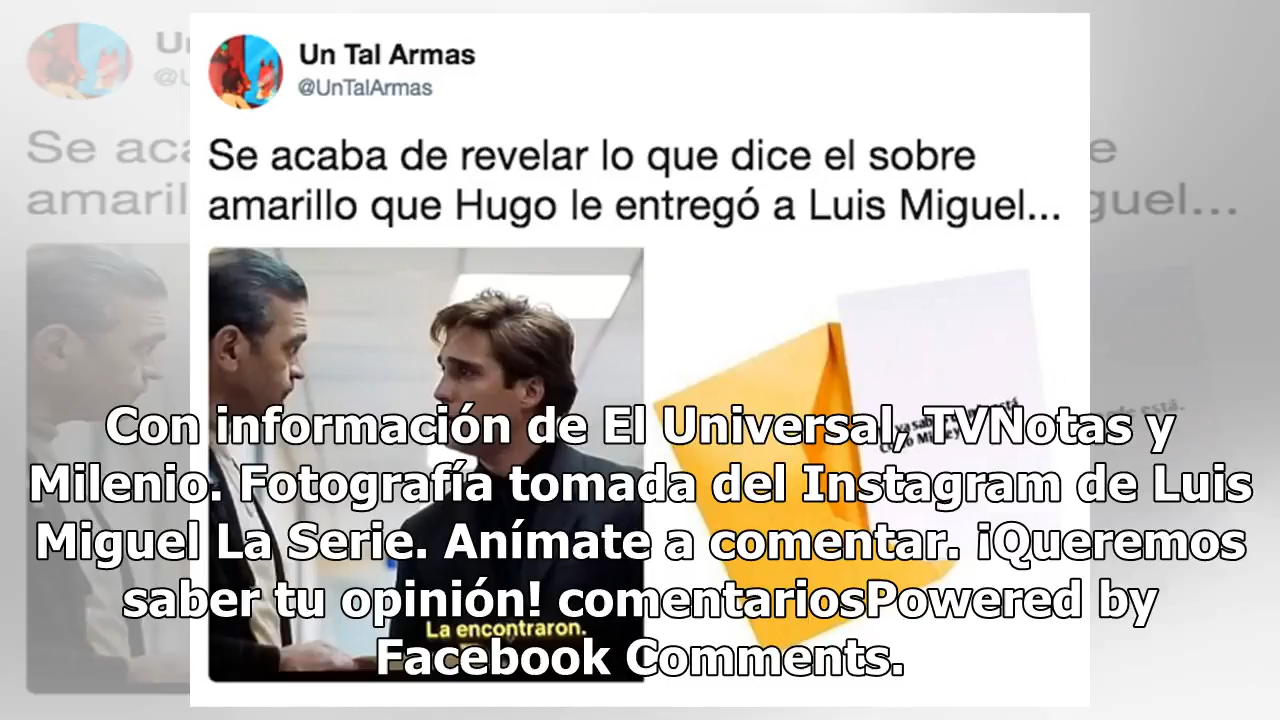 Un Tal Armas
@UnTalArmas
Se acaba de revelar lo que dice el sobre
amarillo que Hugo le entregó a Luis Miguel...
Con información de El Universal, TVNotas y
Milenio. Fotografía tomada del Instagram de Luis
Miguel La Serie. Anímate a comentar. ¡Queremos
saber tu opinión! comentariosPowered by
La encontraron.
Facebook Comments.